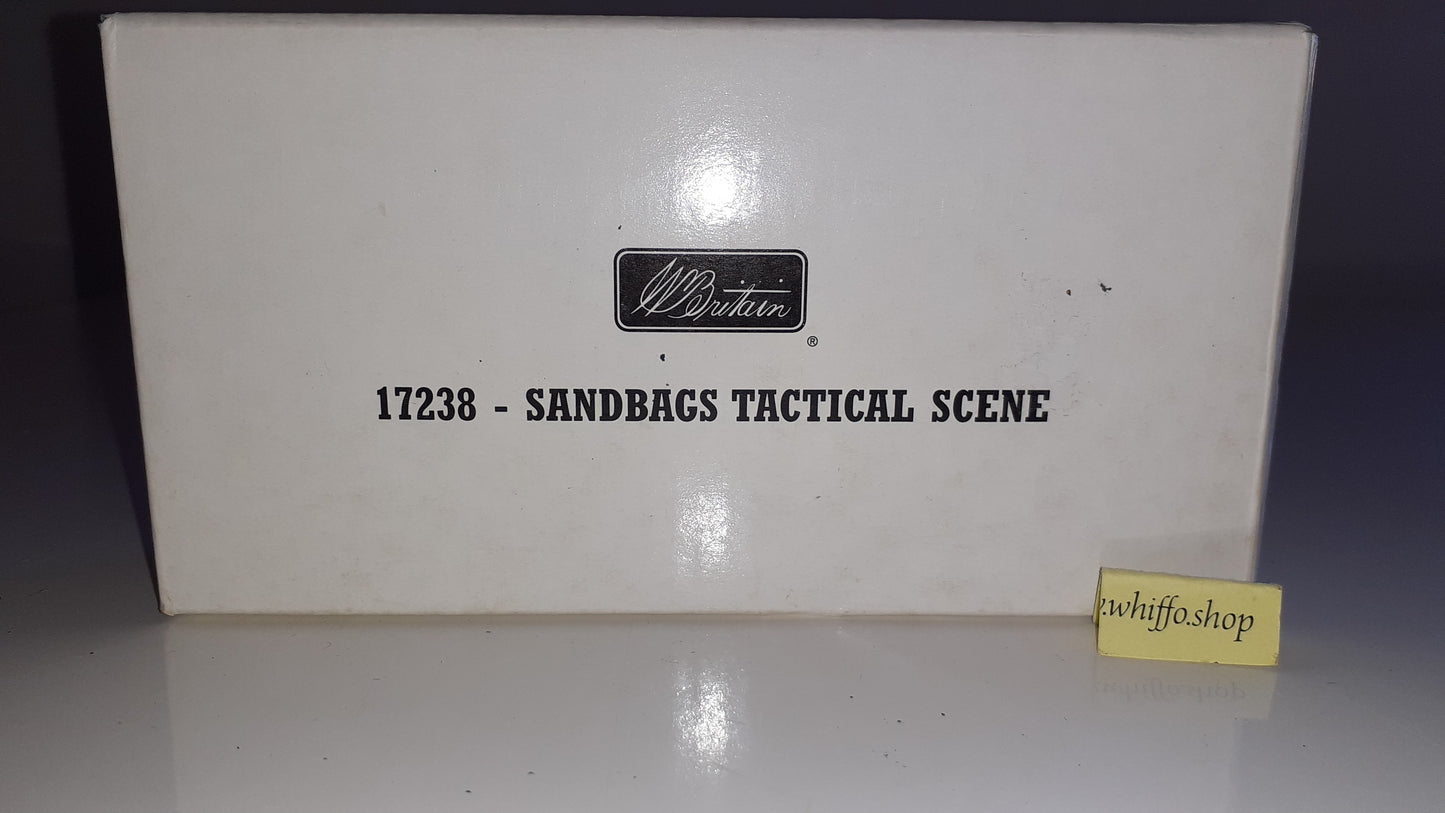 W Britain
®
17238 - SANDBAGS TACTICAL SCENE
.whiffo.shop